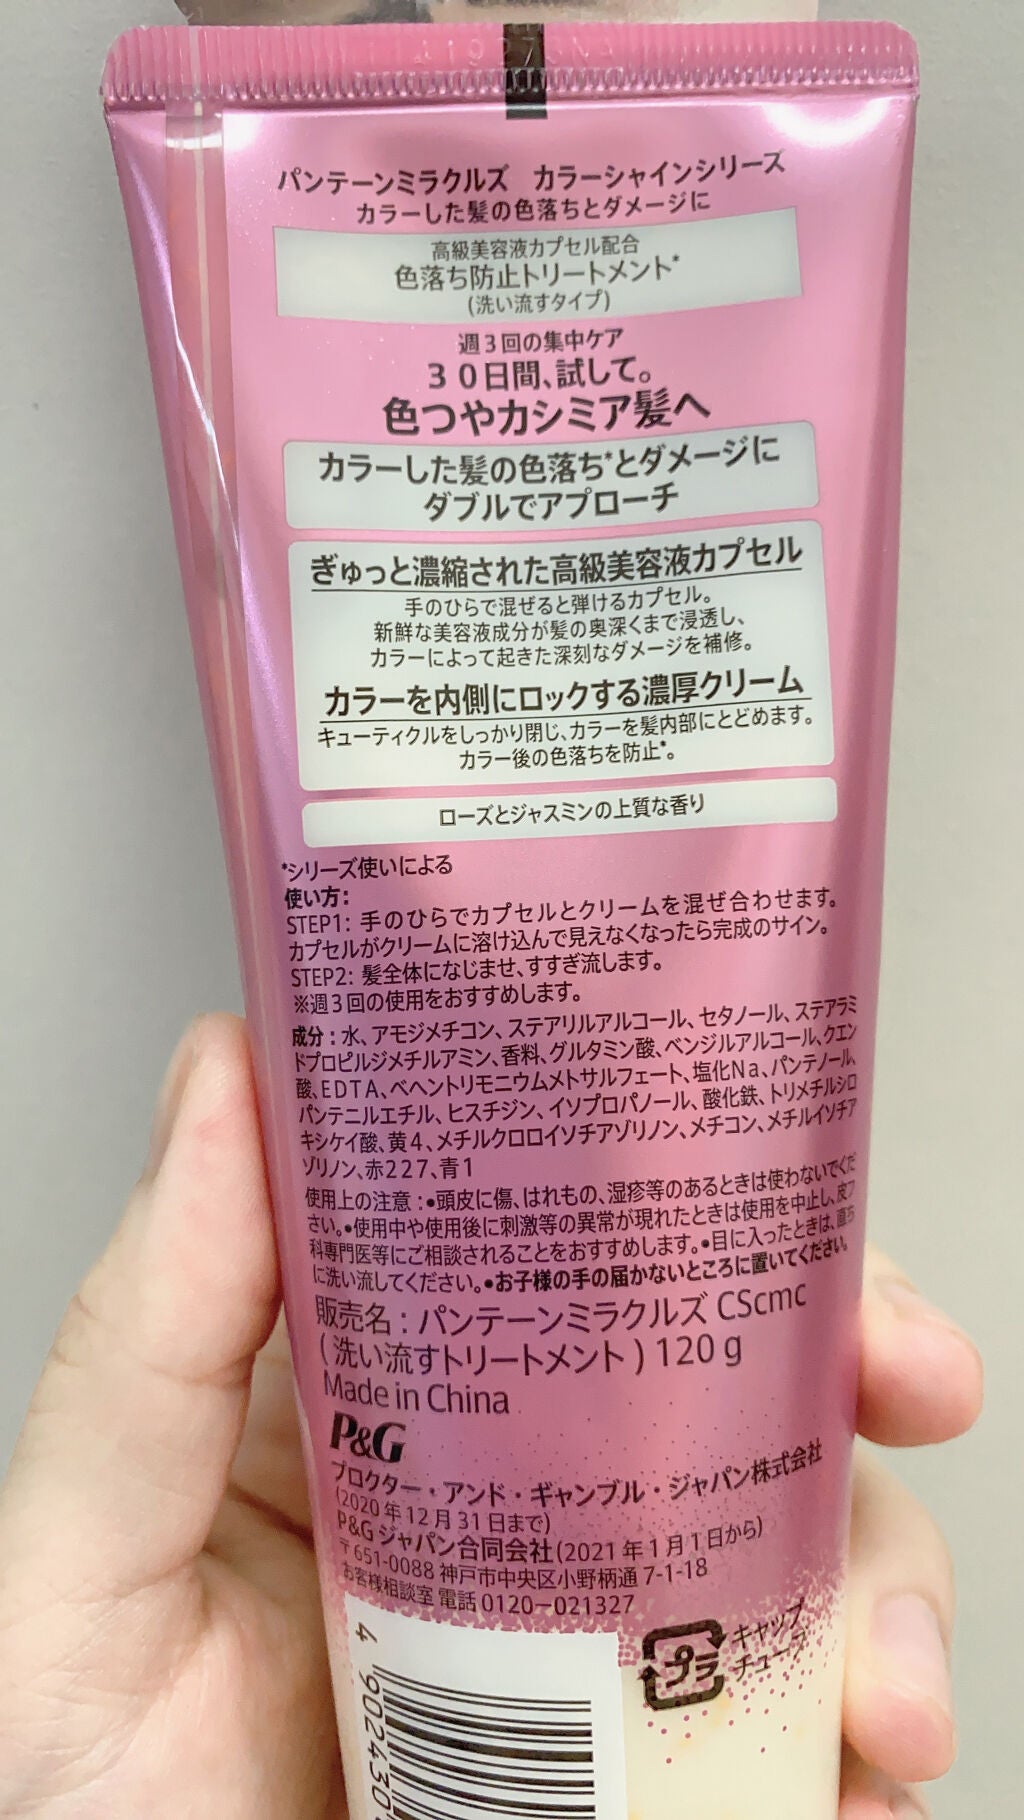 パンテーンミラクルズ カラーシャインシリーズ
カラーした髪の色落ちとダメージに
高級美容液カプセル配合
色落ち防止トリートメント*
(洗い流すタイプ)
週3回の集中ケア
30日間、試して。
色つやカシミア髪へ
カラーした髪の色落ち*とダメージに
ダブルでアプローチ
ぎゅっと濃縮された高級美容液カプセル
手のひらで混ぜると弾けるカプセル。
新鮮な美容液成分が髪の奥深くまで浸透し、
カラーによって起きた深刻なダメージを補修。
カラーを内側にロックする濃厚クリーム
キューティクルをしっかり閉じ、カラーを髪内部にとどめます。
カラー後の色落ちを防止*。
ローズとジャスミンの上質な香り
*シリーズ使いによる
使い方:
STEP1: 手のひらでカプセルとクリームを混ぜ合わせます。
カプセルがクリームに溶け込んで見えなくなったら完成のサイン。
STEP2: 髪全体になじませ、すすぎ流します。
※週3回の使用をおすすめします。
成分：水、アモジメチコン、ステアリルアルコール、セタノール、ステアラミ
ドプロピルジメチルアミン、香料、グルタミン酸、ベンジルアルコール、クエン
酸、EDTA、ベヘントリモニウムメトサルフェート、塩化Na、パンテノール、
パンテニルエチル、ヒスチジン、イソプロパノール、酸化鉄、トリメチルシロ
キシケイ酸、黄4、メチルクロロイソチアゾリノン、メチコン、メチルイソチア
ゾリノン、赤227、青1
使用上の注意：●頭皮に傷、はれもの、湿疹等のあるときは使わないでくだ
さい。●使用中や使用後に刺激等の異常が現れたときは使用を中止し、皮フ
科専門医等にご相談されることをおすすめします。●目に入ったときは、直ち
に洗い流してください。●お子様の手の届かないところに置いてください。
販売名：パンテーンミラクルズ CScmc
(洗い流すトリートメント) 120g
Made in China
P&G
プロクター・アンド・ギャンブル・ジャパン株式会社
(2020年12月31日まで)
P&Gジャパン合同会社(2021年1月1日から)
〒651-0088 神戸市中央区小野柄通 7-1-18
お客様相談室 電話 0120-021327
プラ
キャップ
チューブ
4 902430